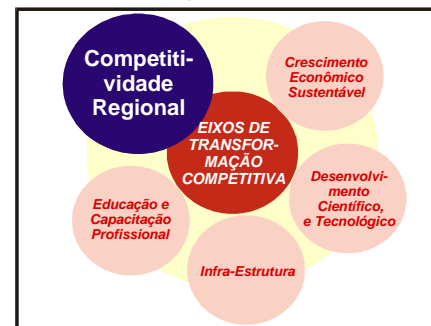 Competiti-
vidade
Regional
Crescimento
Econômico
Sustentável
EIXOS DE
TRANSFOR-
MAÇÃO
COMPETITIVA
Desenvolvi-
mento
Científico,
e Tecnológico
Educação e
Capacitação
Profissional
Infra-Estrutura